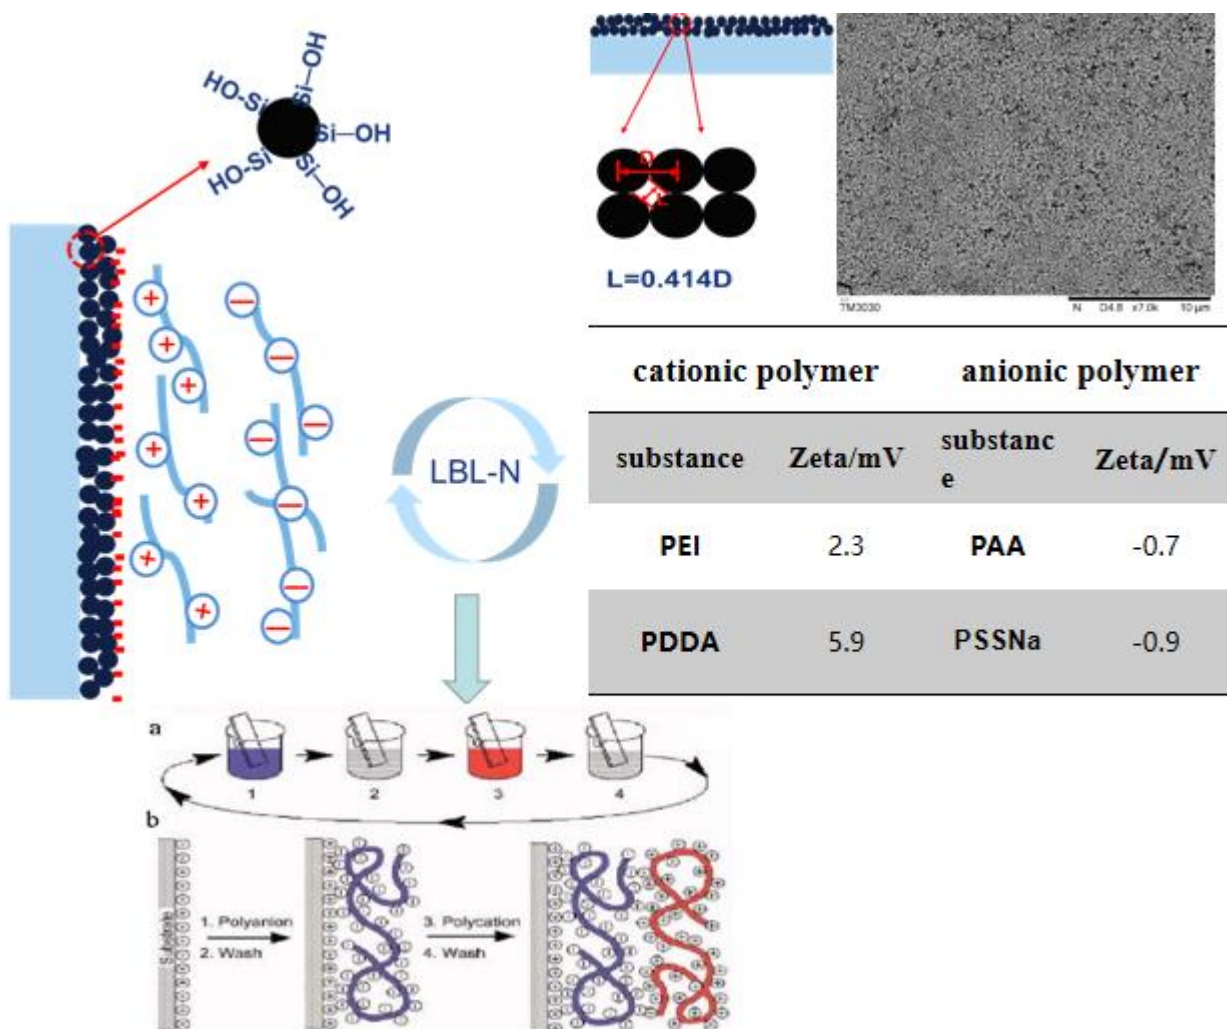 Si—OH
HO-Si
Si—OH
HO-Si
Si—OH
D
L
L=0.414D
TM3030
N D4.8 x7.0k 10 μm
cationic polymer anionic polymer
substance Zeta/mV substanc
e Zeta/mV
PEI 2.3 PAA -0.7
PDDA 5.9 PSSNa -0.9
LBL-N
a
1 2 3 4
b
Substrate
1. Polyanion
2. Wash
3. Polycation
4. Wash